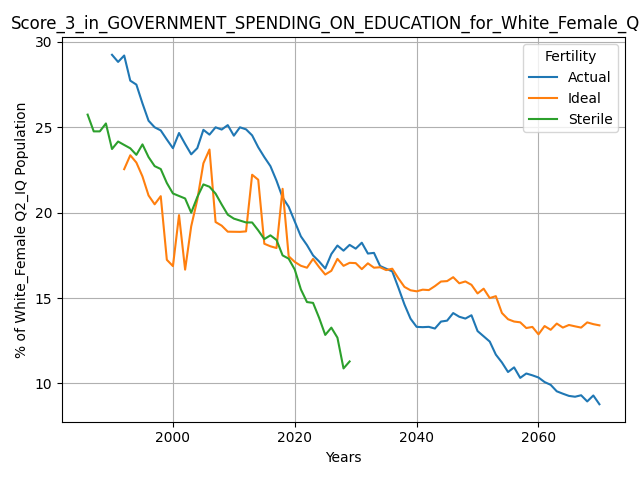 Score_3_in_GOVERNMENT_SPENDING_ON_EDUCATION_for_White_Female_Q
30
25
20
15
10
% of White_Female Q2_IQ Population
Fertility
Actual
Ideal
Sterile
2000
2020
2040
2060
Years